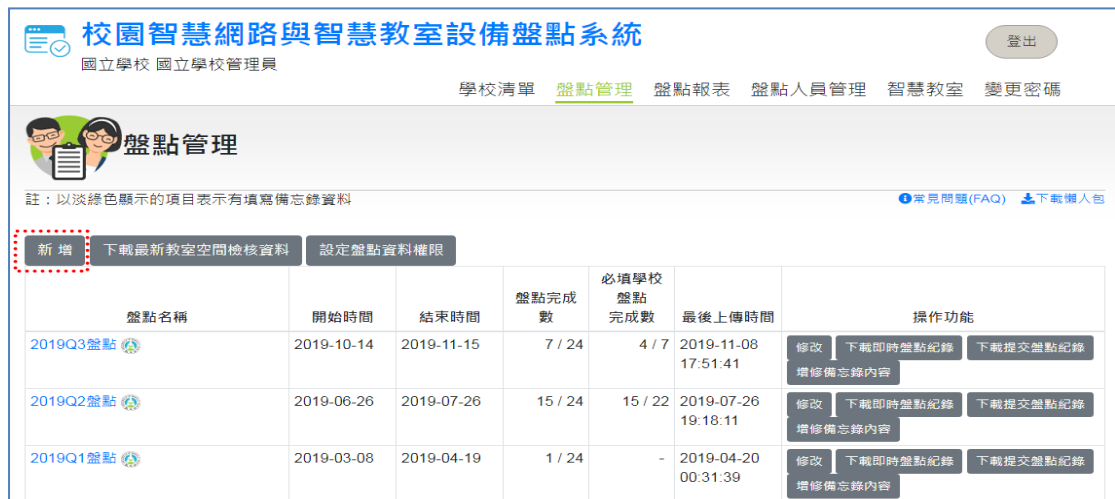 校園智慧網路與智慧教室設備盤點系統
登出
國立學校 國立學校管理員
學校清單 盤點管理 盤點報表 盤點人員管理 智慧教室 變更密碼
盤點管理
註：以淡綠色顯示的項目表示有填寫備忘錄資料 常見問題(FAQ) 下載懶人包
新 增 下載最新教室空間檢核資料 設定盤點資料權限
必填學校
盤點完成 盤點
盤點名稱 開始時間 結束時間 數 完成數 最後上傳時間 操作功能
2019Q3盤點 2019-10-14 2019-11-15 7 / 24 4 / 7 2019-11-08 修改 下載即時盤點紀錄 下載提交盤點紀錄
17:51:41 增修備忘錄內容
2019Q2盤點 2019-06-26 2019-07-26 15 / 24 15 / 22 2019-07-26 修改 下載即時盤點紀錄 下載提交盤點紀錄
19:18:11 增修備忘錄內容
2019Q1盤點 2019-03-08 2019-04-19 1 / 24 - 2019-04-20 修改 下載即時盤點紀錄 下載提交盤點紀錄
00:31:39 增修備忘錄內容